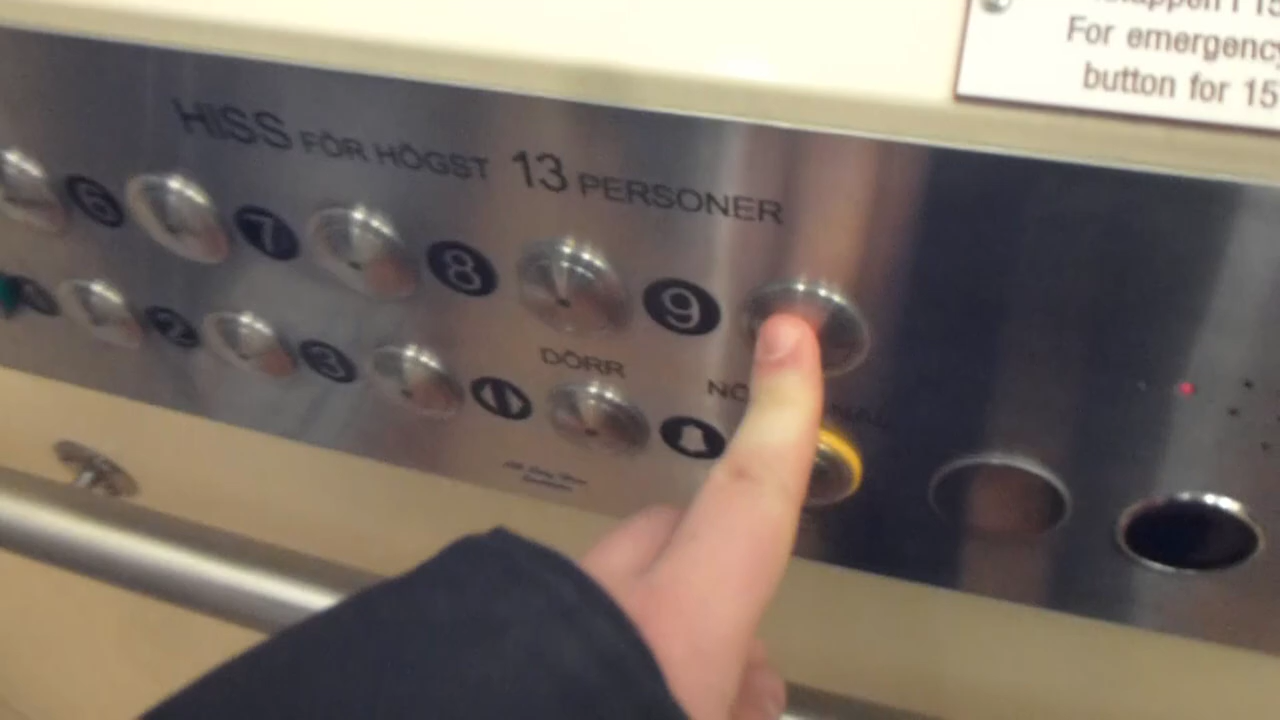 HISS FÖR HÖGST 13 PERSONER
6 7 8 9
2 3
DÖRR
For emergency
button for 15